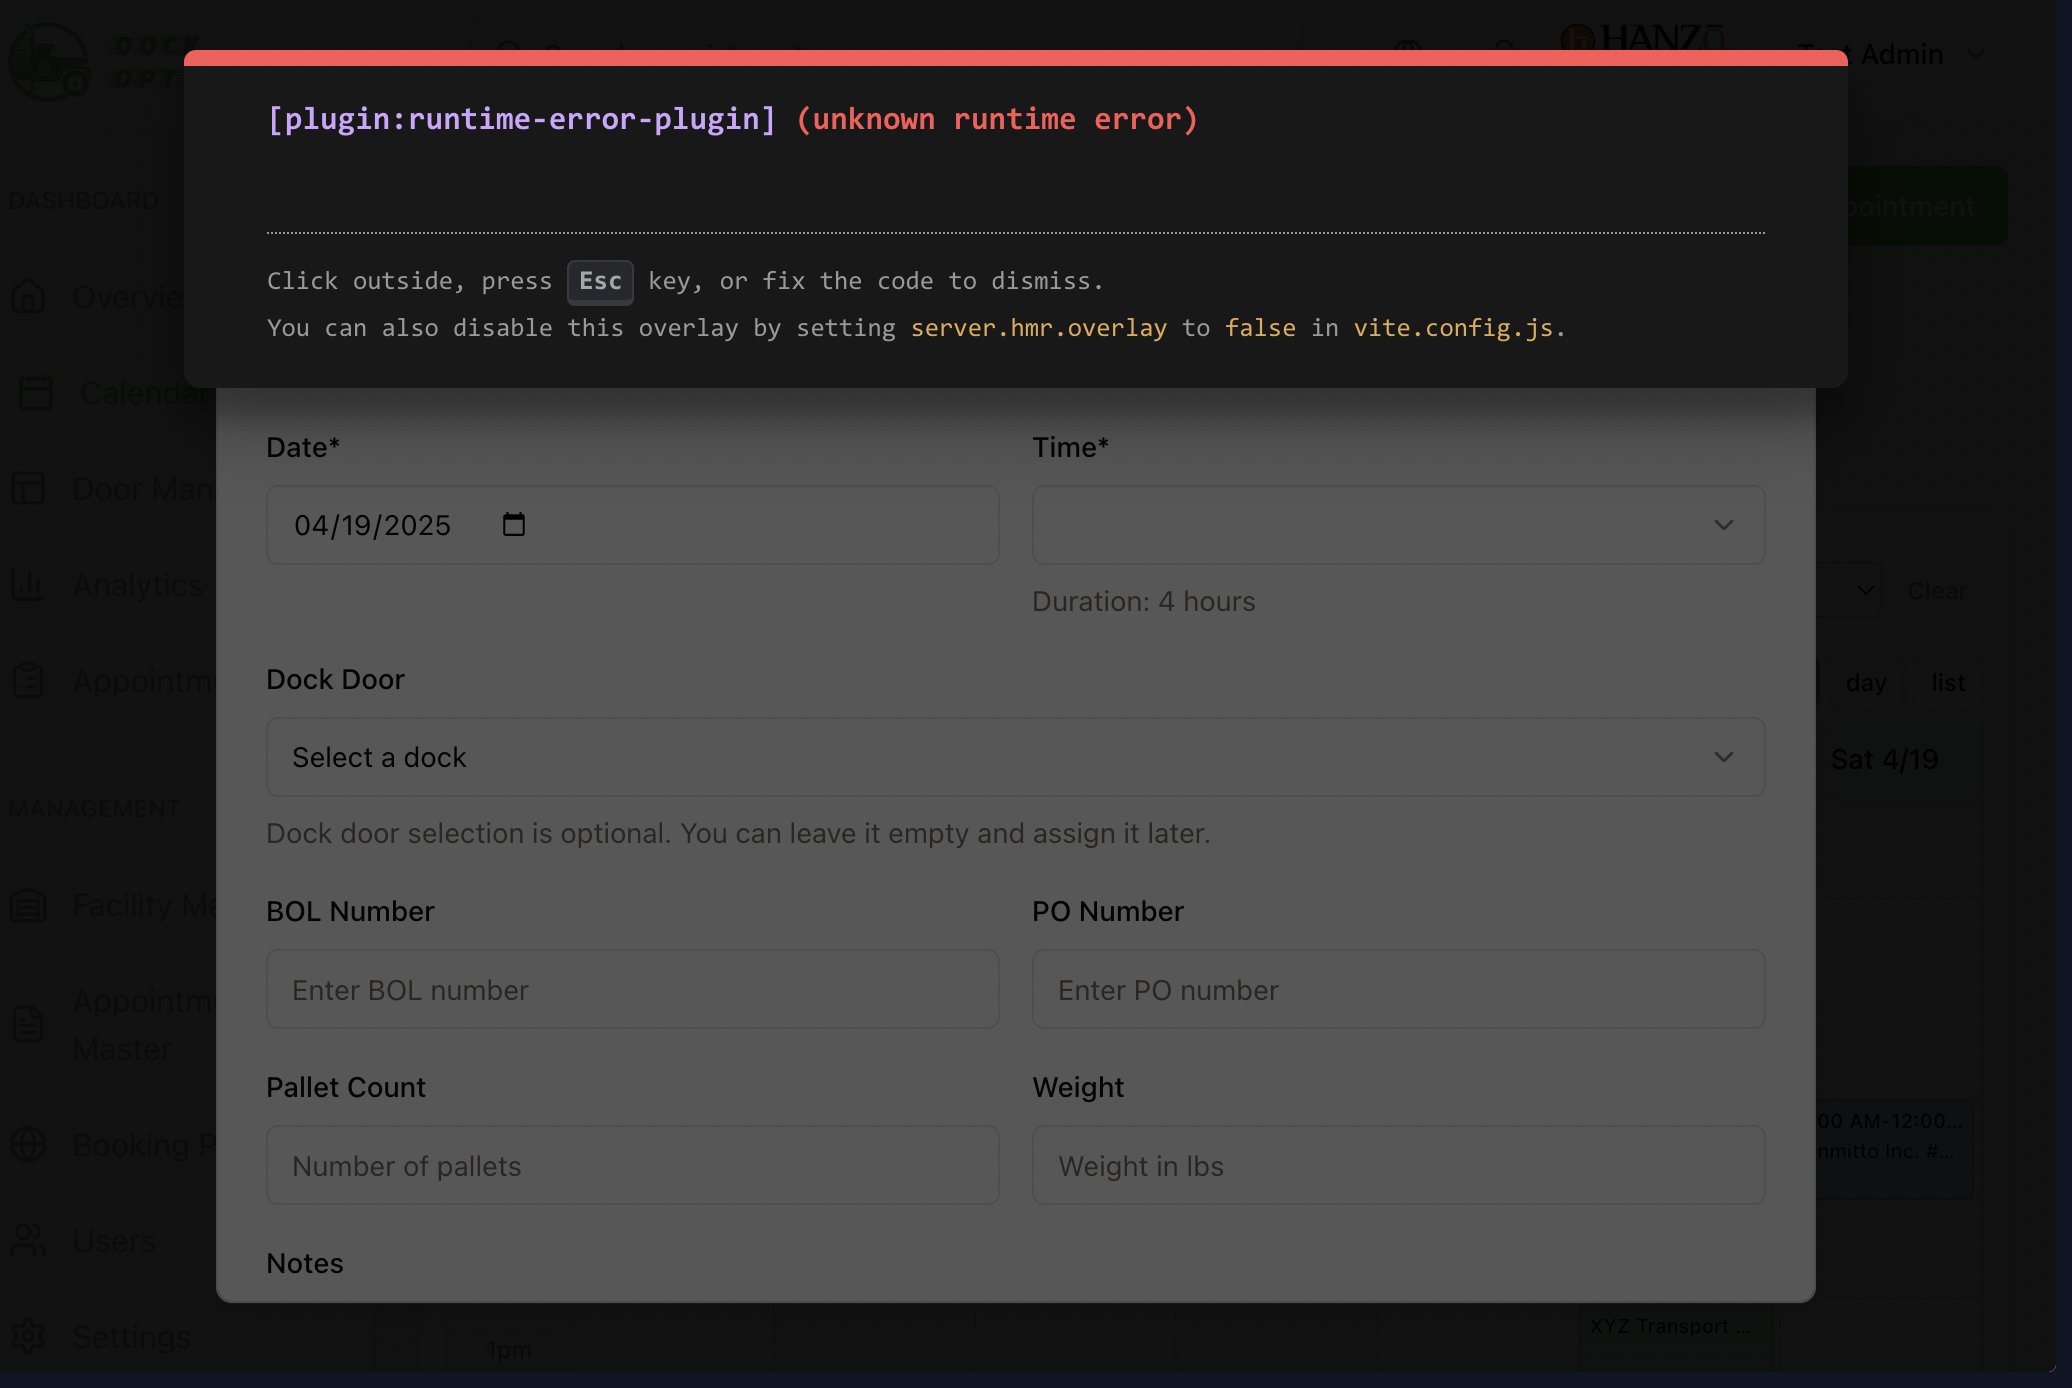 DOCK
OPT
HANZO
Admin
[plugin:runtime-error-plugin] (unknown runtime error)
DASHBOARD
Click outside, press Esc key, or fix the code to dismiss.
You can also disable this overlay by setting server.hmr.overlay to false in vite.config.js.
Overvie
Calendar
Date*
Time*
Door Man
04/19/2025
Analytics
Duration: 4 hours
Clear
Dock Door
Appointm
day
list
Select a dock
Sat 4/19
MANAGEMENT
Dock door selection is optional. You can leave it empty and assign it later.
Facility Ma
BOL Number
PO Number
Enter BOL number
Enter PO number
Appointm
Master
Pallet Count
Weight
00 AM-12:00...
nmitto Inc. #...
Booking P
Number of pallets
Weight in lbs
Users
Notes
XYZ Transport ...
Settings
1pm